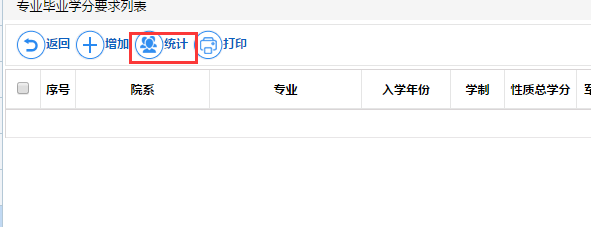 专业毕业学分要求列表
返回 增加 统计 打印
序号 院系 专业 入学年份 学制 性质总学分